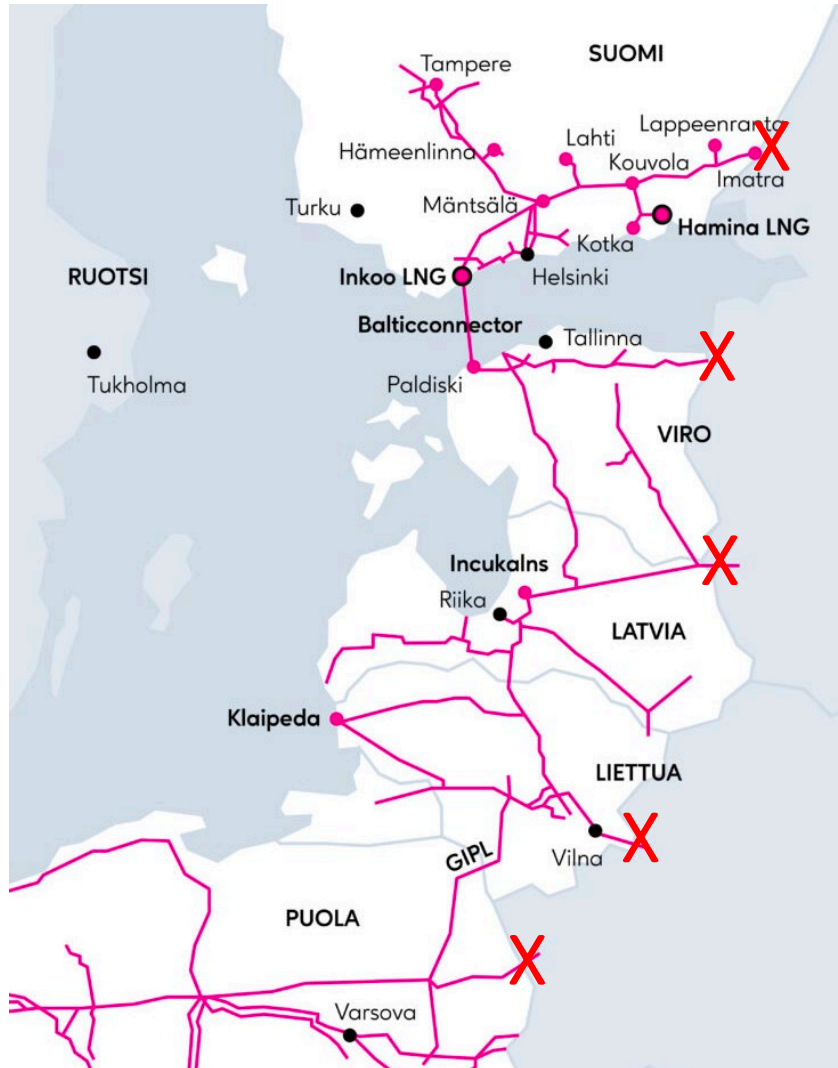 Tampere
SUOMI
Hämeenlinna
Lahti
Lappeenranta
X
Kouvola
Imatra
Turku
Mäntsälä
Hamina LNG
Kotka
RUOTSI
Inkoo LNG
Helsinki
Balticconnector
Tallinna
X
Tukholma
Paldiski
VIRO
X
Incukalns
Riika
LATVIA
Klaipeda
LIETTUA
X
Vilna
GIPL
PUOLA
X
Varsova